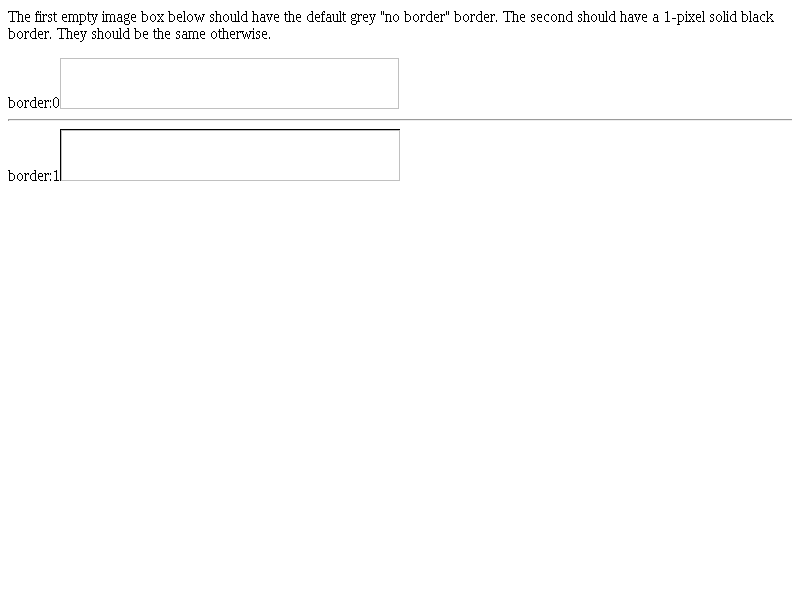 The first empty image box below should have the default grey "no border" border. The second should have a 1-pixel solid black
border. They should be the same otherwise.
border:0
border:1